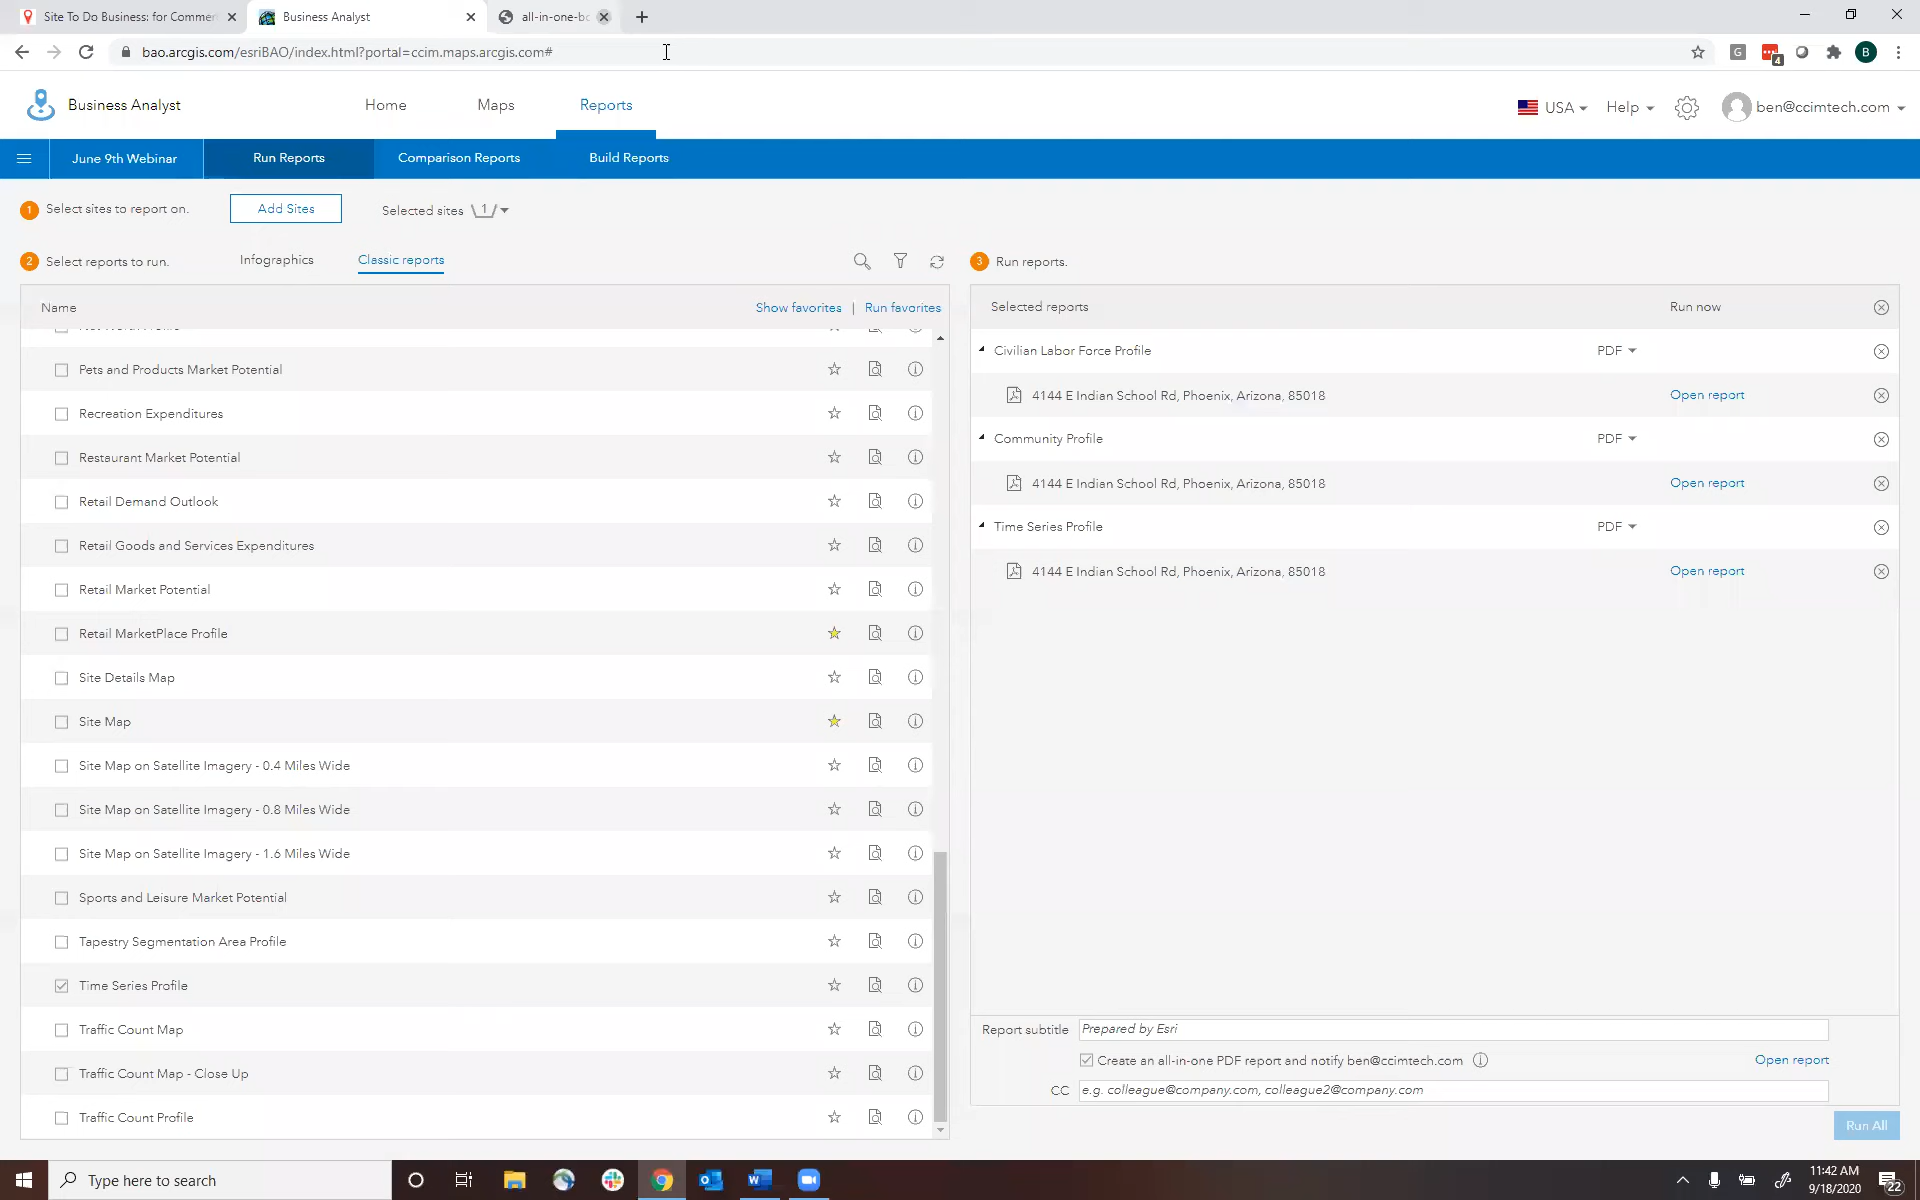 Site To Do Business: for Commer
Business Analyst
all-in-one-bo
bao.arcgis.com/esriBAO/index.html?portal=ccim.maps.arcgis.com#
G
4
B
Business Analyst
Home
Maps
Reports
USA
Help
ben@ccimtech.com
June 9th Webinar
Run Reports
Comparison Reports
Build Reports
1 Select sites to report on.
Add Sites
Selected sites 1
2 Select reports to run.
Infographics
Classic reports
3 Run reports.
Name
Show favorites | Run favorites
Pets and Products Market Potential
Recreation Expenditures
Restaurant Market Potential
Retail Demand Outlook
Retail Goods and Services Expenditures
Retail Market Potential
Retail MarketPlace Profile
Site Details Map
Site Map
Site Map on Satellite Imagery - 0.4 Miles Wide
Site Map on Satellite Imagery - 0.8 Miles Wide
Site Map on Satellite Imagery - 1.6 Miles Wide
Sports and Leisure Market Potential
Tapestry Segmentation Area Profile
Time Series Profile
Traffic Count Map
Traffic Count Map - Close Up
Traffic Count Profile
Selected reports
Run now
Civilian Labor Force Profile PDF
4144 E Indian School Rd, Phoenix, Arizona, 85018 Open report
Community Profile PDF
4144 E Indian School Rd, Phoenix, Arizona, 85018 Open report
Time Series Profile PDF
4144 E Indian School Rd, Phoenix, Arizona, 85018 Open report
Report subtitle Prepared by Esri
Create an all-in-one PDF report and notify ben@ccimtech.com Open report
CC e.g. colleague@company.com, colleague2@company.com
Run All
Type here to search
11:42 AM
9/18/2020
22